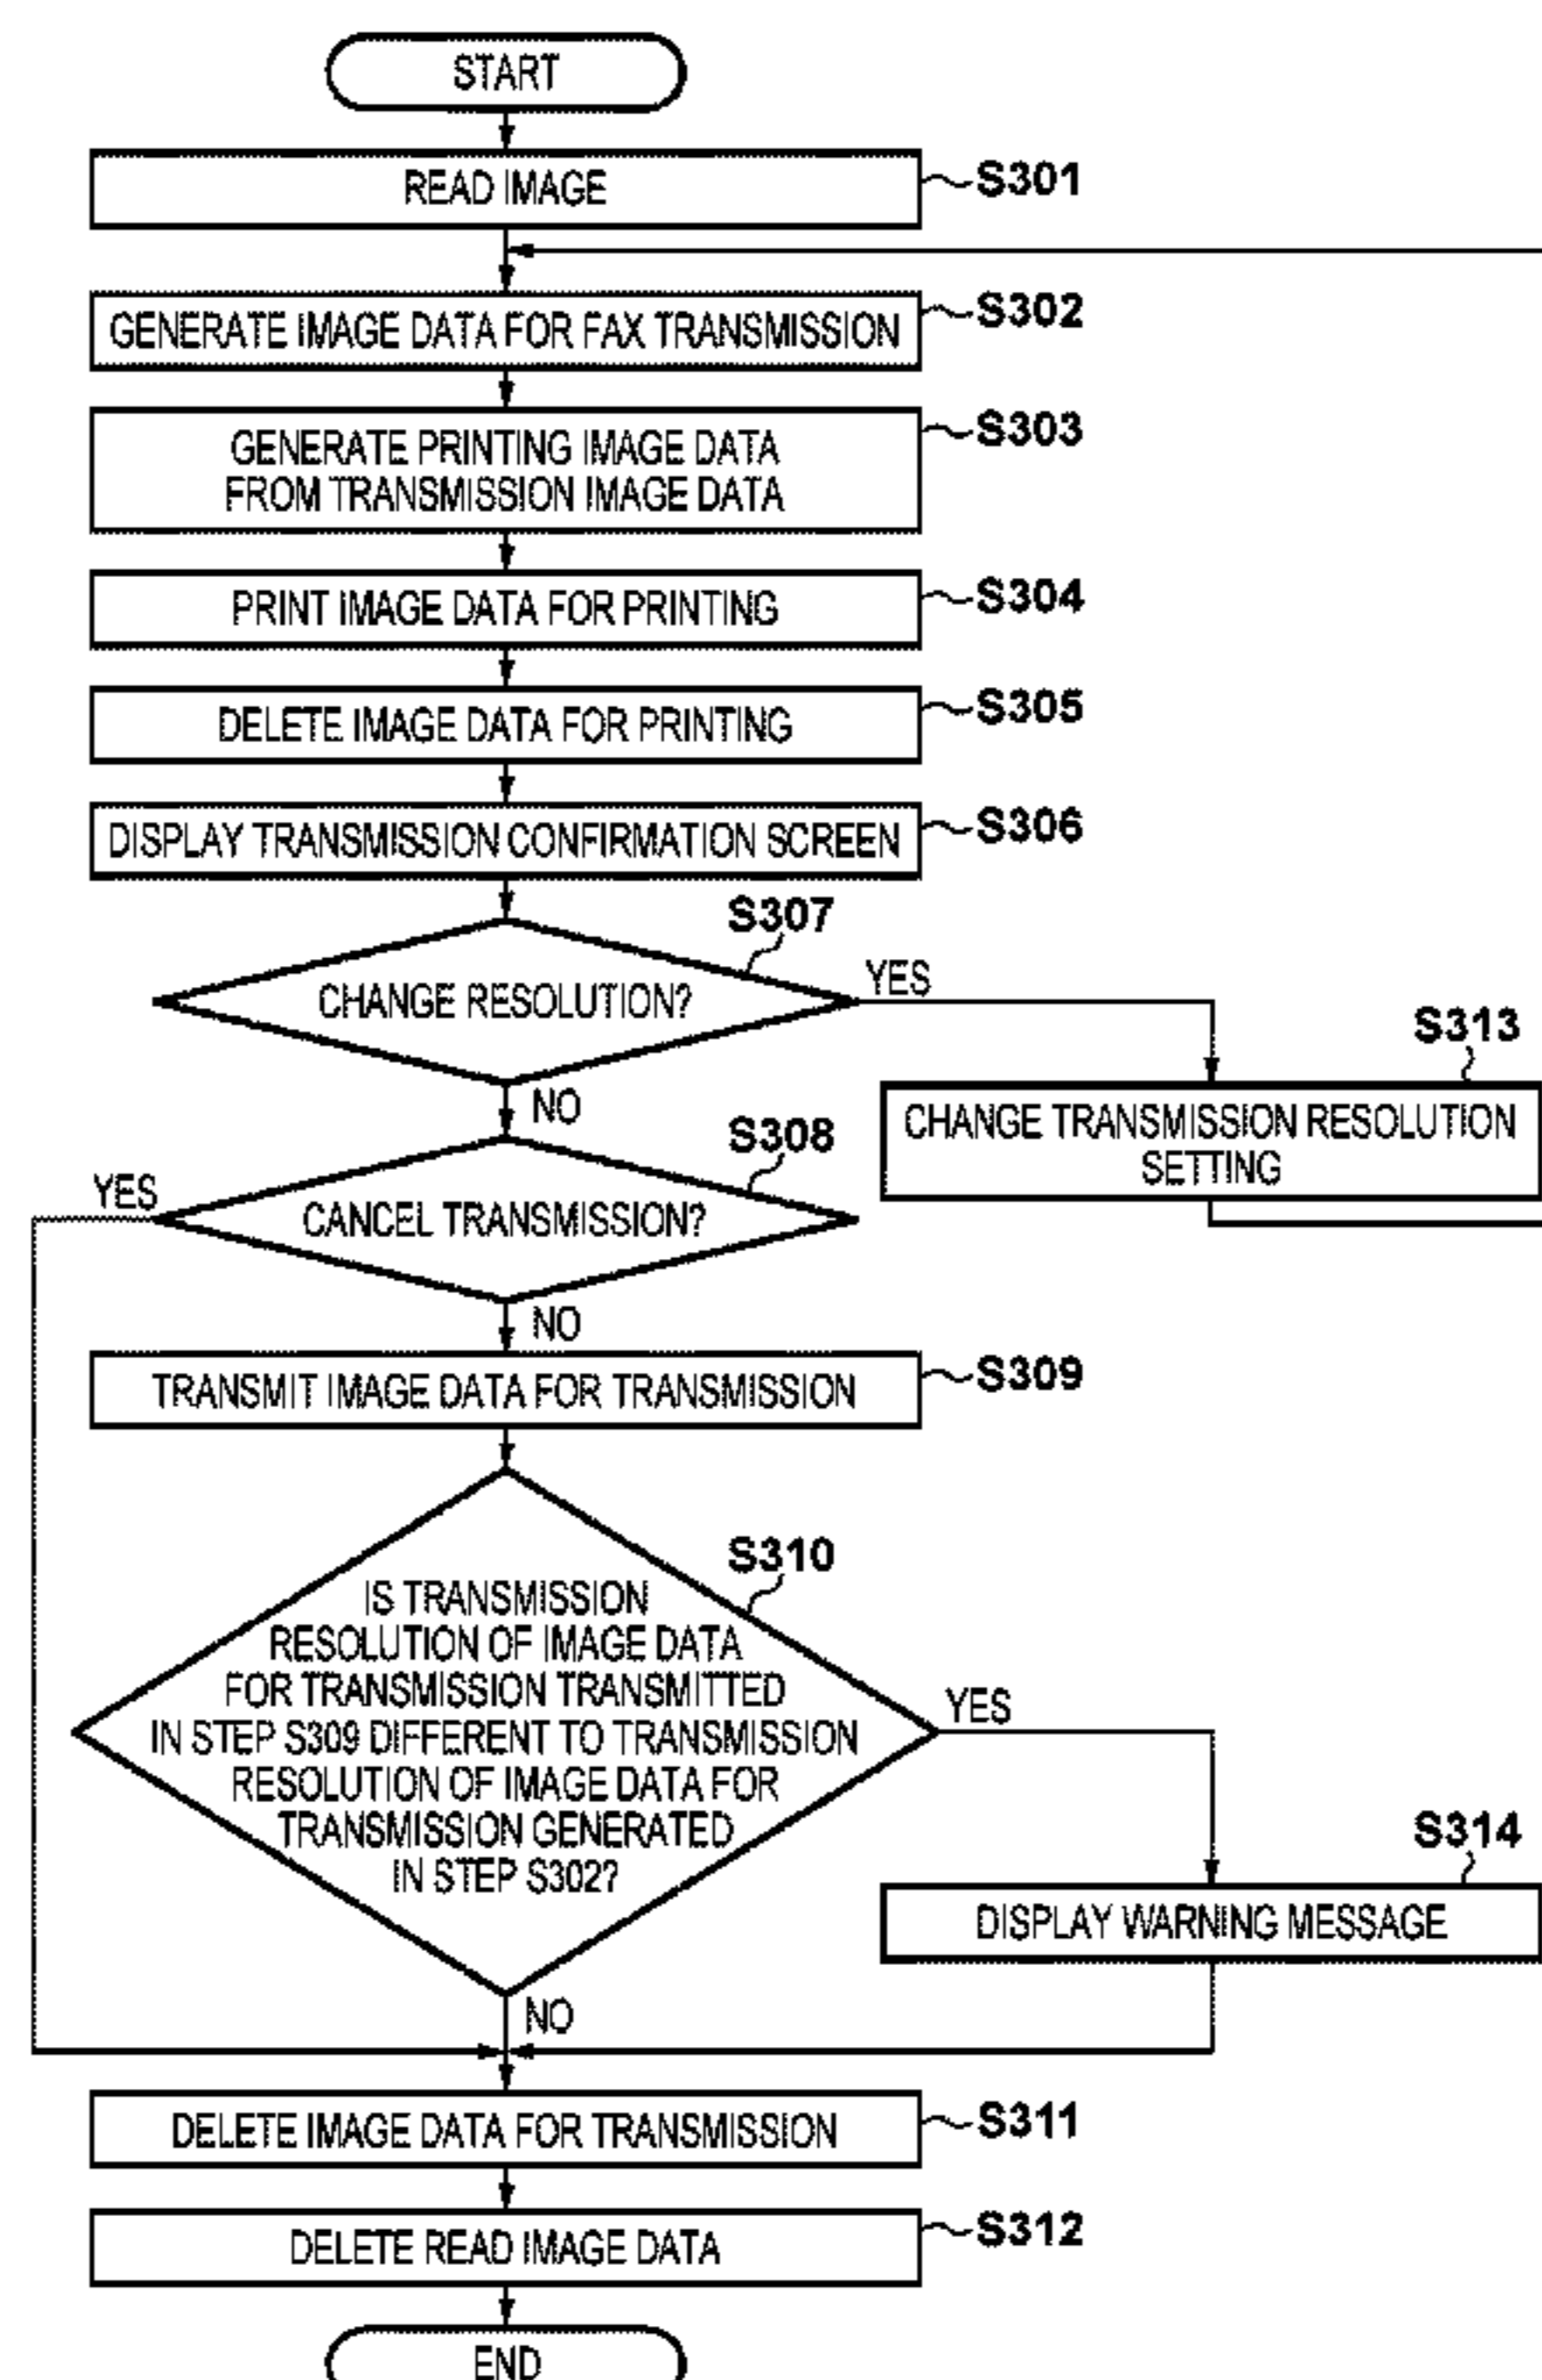 START
READ IMAGE
S301
GENERATE IMAGE DATA FOR FAX TRANSMISSION
S302
GENERATE PRINTING IMAGE DATA
FROM TRANSMISSION IMAGE DATA
S303
PRINT IMAGE DATA FOR PRINTING
S304
DELETE IMAGE DATA FOR PRINTING
S305
DISPLAY TRANSMISSION CONFIRMATION SCREEN
S306
S307
CHANGE RESOLUTION?
YES
NO
S313
CHANGE TRANSMISSION RESOLUTION
SETTING
S308
CANCEL TRANSMISSION?
YES
NO
TRANSMIT IMAGE DATA FOR TRANSMISSION
S309
S310
IS TRANSMISSION
RESOLUTION OF IMAGE DATA
FOR TRANSMISSION TRANSMITTED
IN STEP S309 DIFFERENT TO TRANSMISSION
RESOLUTION OF IMAGE DATA FOR
TRANSMISSION GENERATED
IN STEP S302?
YES
NO
S314
DISPLAY WARNING MESSAGE
DELETE IMAGE DATA FOR TRANSMISSION
S311
DELETE READ IMAGE DATA
S312
END